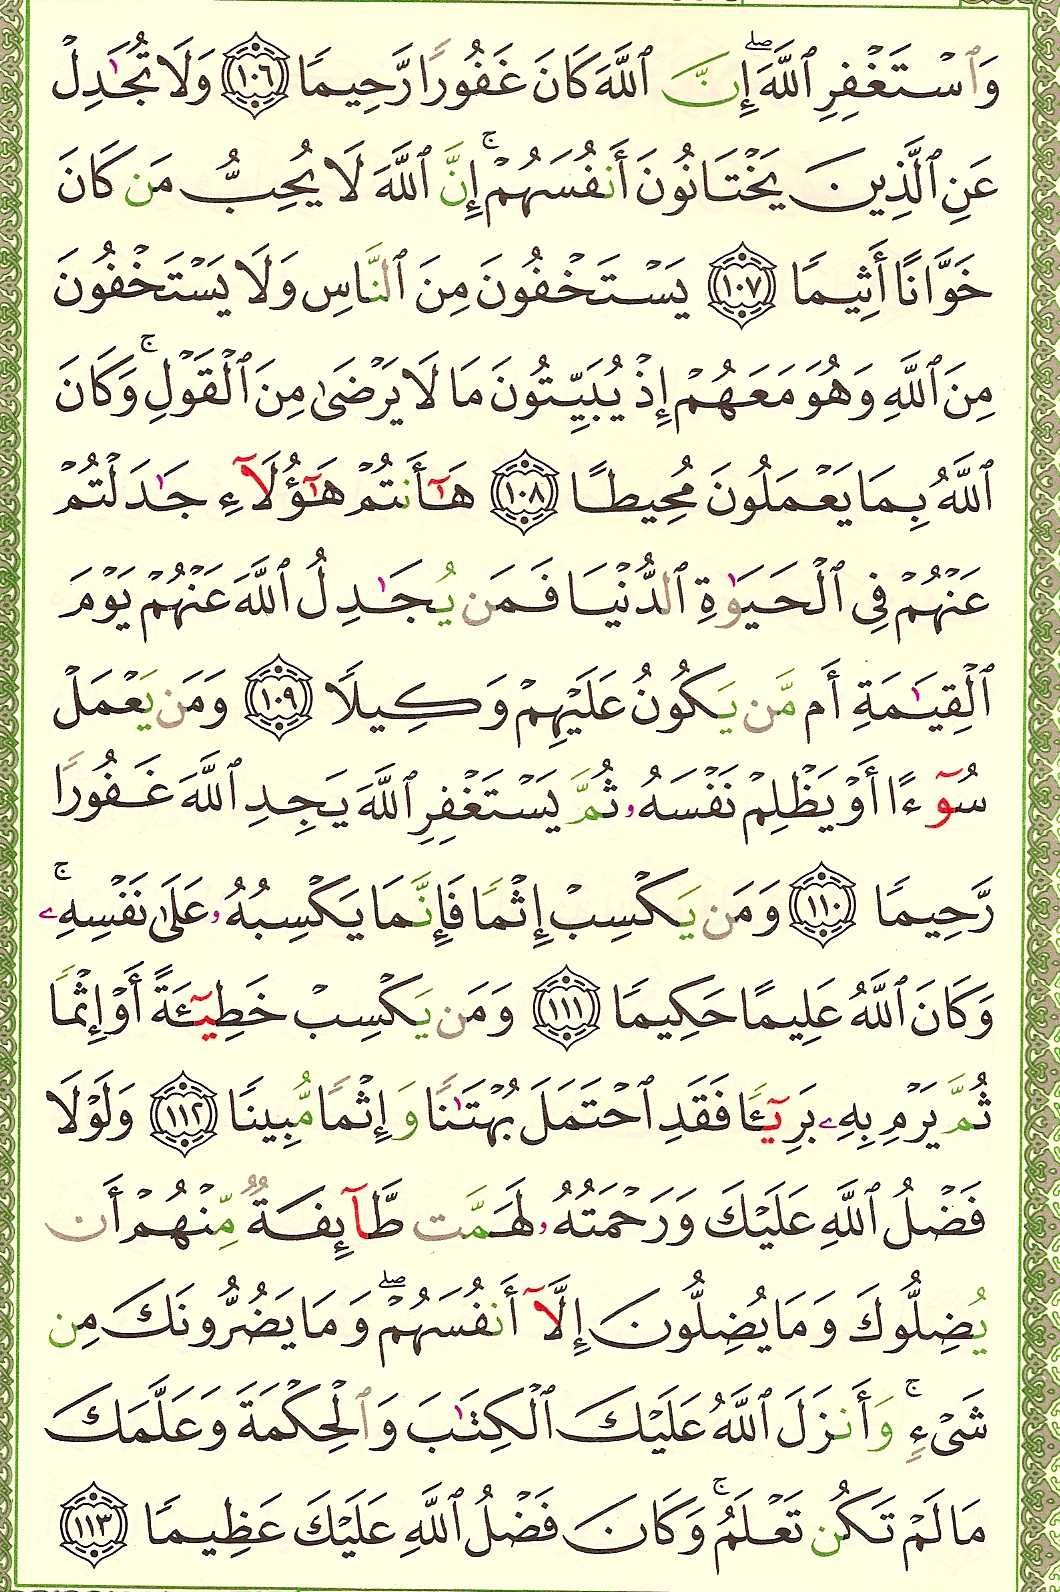 وَٱسْتَغْفِرِ ٱللَّهَ ۖ إِنَّ ٱللَّهَ كَانَ غَفُورًا رَّحِيمًا ١٠٦ وَلَا تُجَٰدِلْ
عَنِ ٱلَّذِينَ يَخْتَانُونَ أَنفُسَهُمْ ۚ إِنَّ ٱللَّهَ لَا يُحِبُّ مَن كَانَ
خَوَّانًا أَثِيمًا ١٠٧ يَسْتَخْفُونَ مِنَ ٱلنَّاسِ وَلَا يَسْتَخْفُونَ
مِنَ ٱللَّهِ وَهُوَ مَعَهُمْ إِذْ يُبَيِّتُونَ مَا لَا يَرْضَىٰ مِنَ ٱلْقَوْلِ ۚ وَكَانَ
ٱللَّهُ بِمَا يَعْمَلُونَ مُحِيطًا ١٠٨ هَٰٓأَنتُمْ هَٰٓؤُلَآءِ جَٰدَلْتُمْ
عَنْهُمْ فِى ٱلْحَيَوٰةِ ٱلدُّنْيَا فَمَن يُجَٰدِلُ ٱللَّهَ عَنْهُمْ يَوْمَ
ٱلْقِيَٰمَةِ أَم مَّن يَكُونُ عَلَيْهِمْ وَكِيلًا ١٠٩ وَمَن يَعْمَلْ
سُوٓءًا أَوْ يَظْلِمْ نَفْسَهُۥ ثُمَّ يَسْتَغْفِرِ ٱللَّهَ يَجِدِ ٱللَّهَ غَفُورًا
رَّحِيمًا ١١٠ وَمَن يَكْسِبْ إِثْمًا فَإِنَّمَا يَكْسِبُهُۥ عَلَىٰ نَفْسِهِۦ ۚ
وَكَانَ ٱللَّهُ عَلِيمًا حَكِيمًا ١١١ وَمَن يَكْسِبْ خَطِيٓـَٔةً أَوْ إِثْمًا
ثُمَّ يَرْمِ بِهِۦ بَرِيٓـًٔا فَقَدِ ٱحْتَمَلَ بُهْتَٰنًا وَإِثْمًا مُّبِينًا ١١٢ وَلَوْلَا
فَضْلُ ٱللَّهِ عَلَيْكَ وَرَحْمَتُهُۥ لَهَمَّت طَّآئِفَةٌ مِّنْهُمْ أَن
يُضِلُّوكَ وَمَا يُضِلُّونَ إِلَّآ أَنفُسَهُمْ ۖ وَمَا يَضُرُّونَكَ مِن
شَىْءٍ ۚ وَأَنزَلَ ٱللَّهُ عَلَيْكَ ٱلْكِتَٰبَ وَٱلْحِكْمَةَ وَعَلَّمَكَ
مَا لَمْ تَكُن تَعْلَمُ ۚ وَكَانَ فَضْلُ ٱللَّهِ عَلَيْكَ عَظِيمًا ١١٣